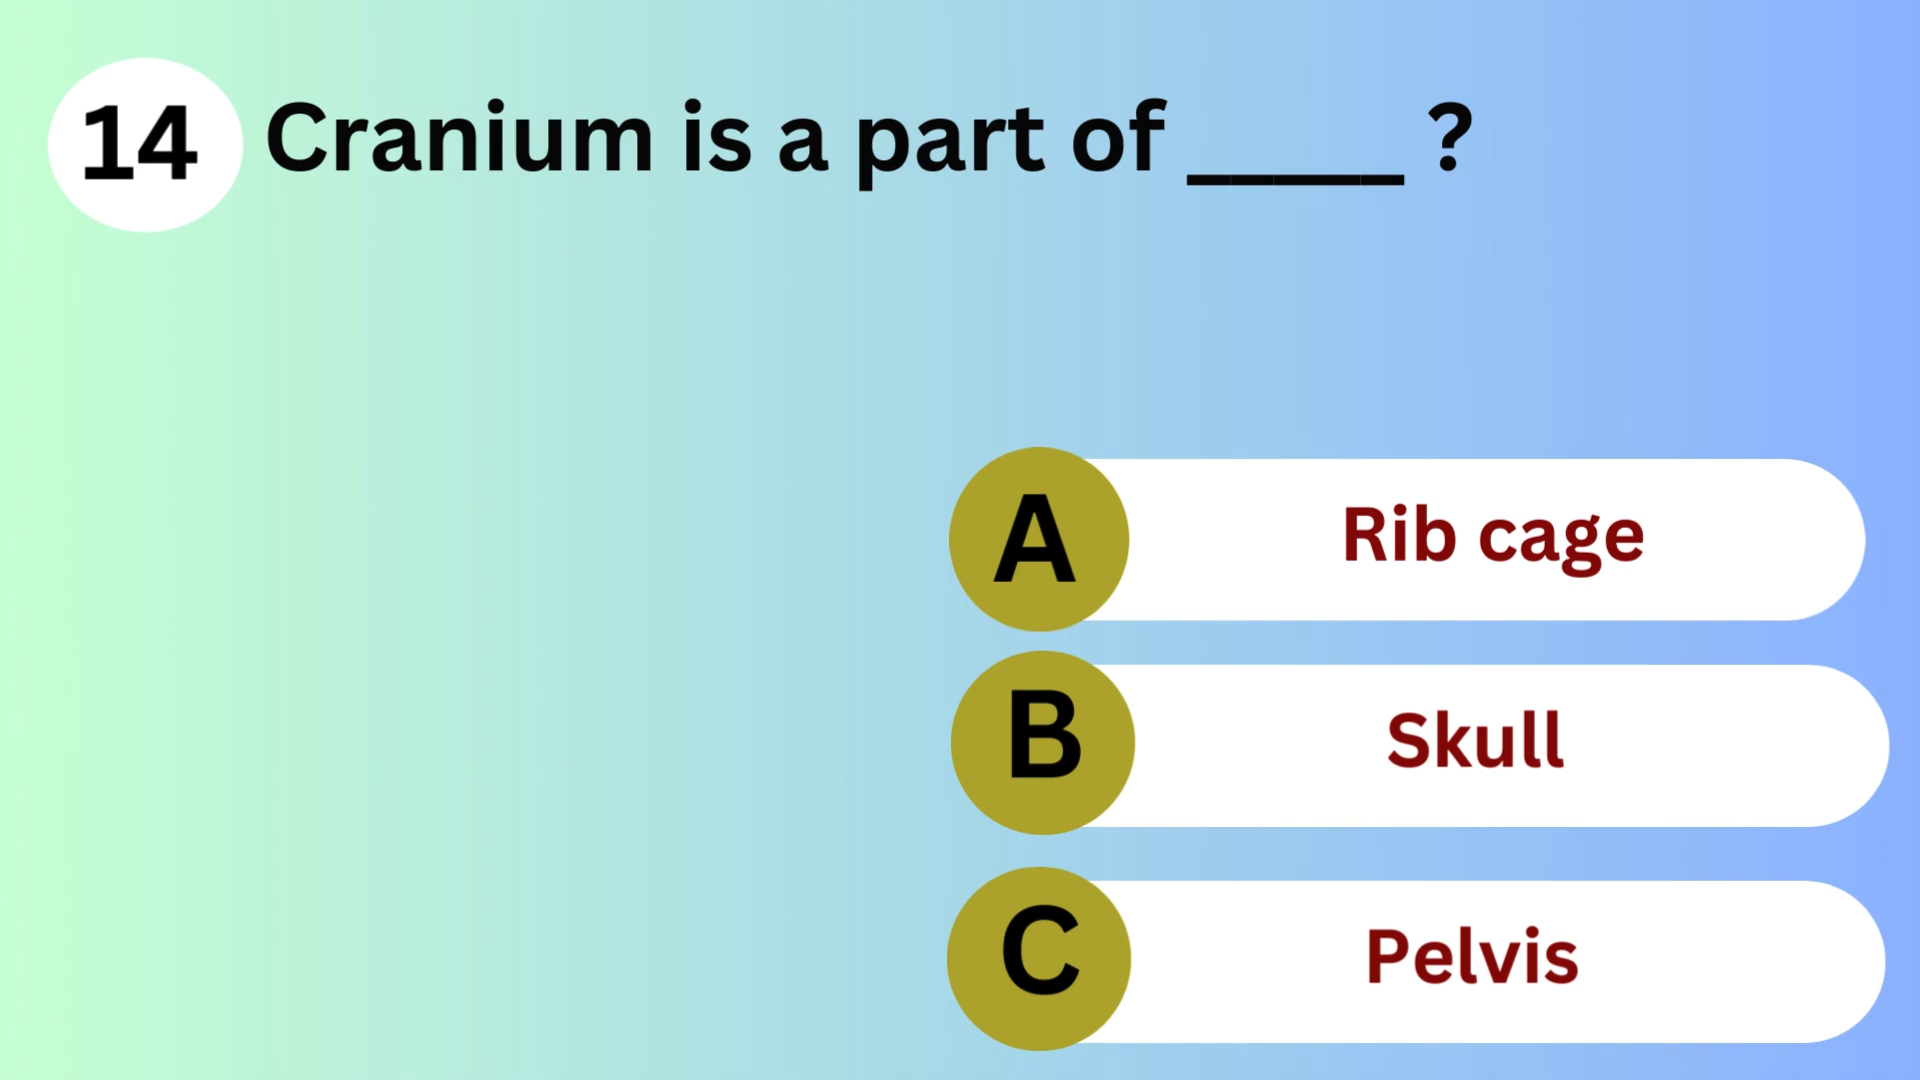 14 Cranium is a part of _____ ?
A Rib cage
B Skull
C Pelvis